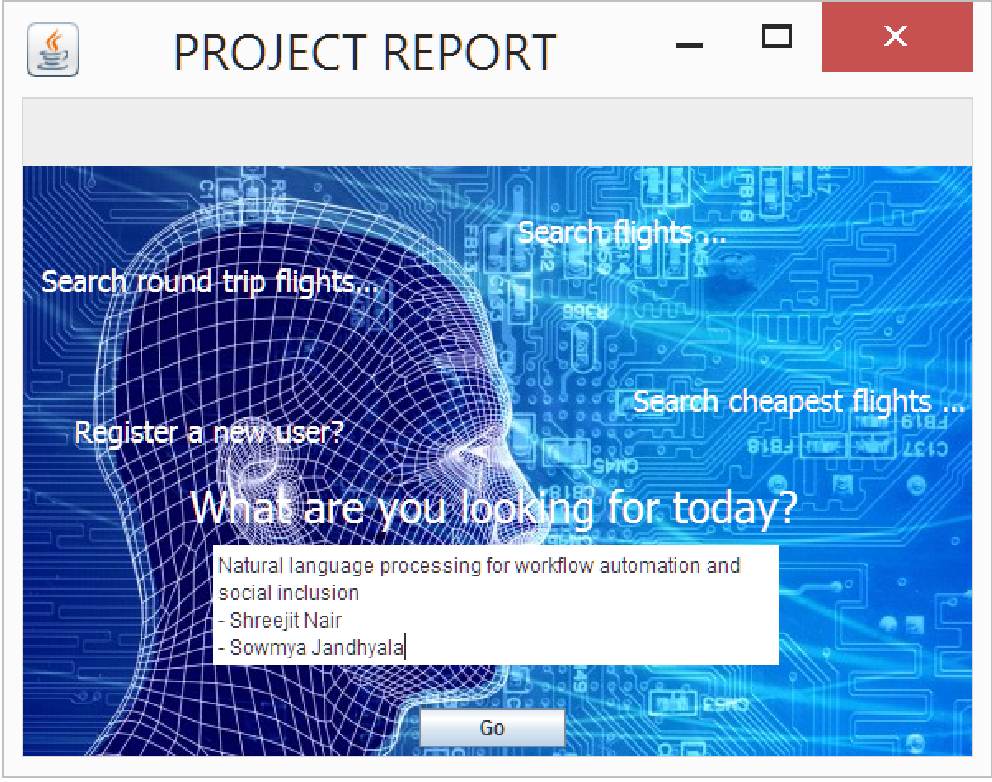 PROJECT REPORT
Search flights ...
Search round trip flights...
Search cheapest flights ...
Register a new user?
What are you looking for today?
Natural language processing for workflow automation and
social inclusion
- Shreejit Nair
- Sowmya Jandhyala
Go